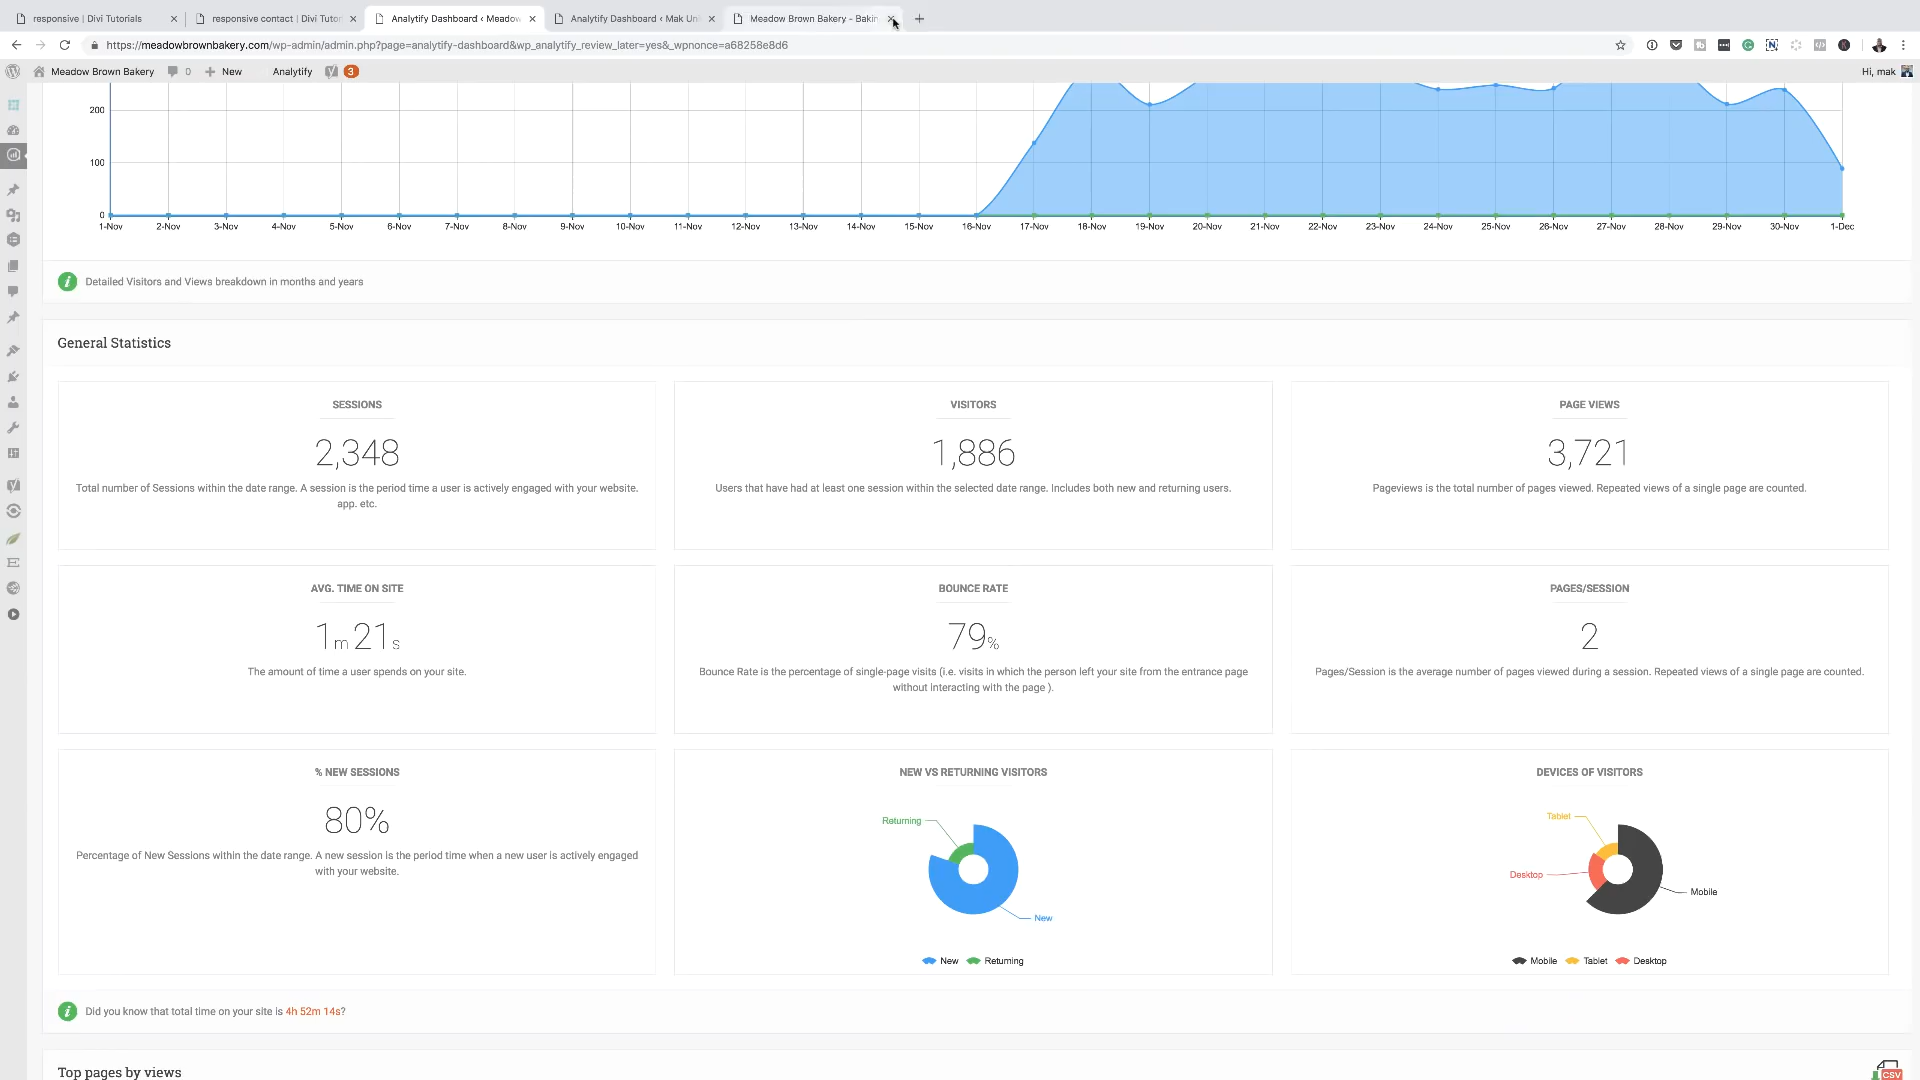 responsive | Divi Tutorials
responsive contact | Divi Tutor
Analytify Dashboard ‹ Meadow
Analytify Dashboard ‹ Mak Un
Meadow Brown Bakery - Bakin
https://meadowbrownbakery.com/wp-admin/admin.php?page=analytify-dashboard&wp_analytify_review_later=yes&_wpnonce=a68258e8d6
Meadow Brown Bakery 0 New Analytify 3 Hi, mak
200
100
0
1-Nov 2-Nov 3-Nov 4-Nov 5-Nov 6-Nov 7-Nov 8-Nov 9-Nov 10-Nov 11-Nov 12-Nov 13-Nov 14-Nov 15-Nov 16-Nov 17-Nov 18-Nov 19-Nov 20-Nov 21-Nov 22-Nov 23-Nov 24-Nov 25-Nov 26-Nov 27-Nov 28-Nov 29-Nov 30-Nov 1-Dec
Detailed Visitors and Views breakdown in months and years
General Statistics
SESSIONS
2,348
Total number of Sessions within the date range. A session is the period time a user is actively engaged with your website.
app. etc.
VISITORS
1,886
Users that have had at least one session within the selected date range. Includes both new and returning users.
PAGE VIEWS
3,721
Pageviews is the total number of pages viewed. Repeated views of a single page are counted.
AVG. TIME ON SITE
1m 21s
The amount of time a user spends on your site.
BOUNCE RATE
79%
Bounce Rate is the percentage of single-page visits (i.e. visits in which the person left your site from the entrance page
without interacting with the page ).
PAGES/SESSION
2
Pages/Session is the average number of pages viewed during a session. Repeated views of a single page are counted.
% NEW SESSIONS
80%
Percentage of New Sessions within the date range. A new session is the period time when a new user is actively engaged
with your website.
NEW VS RETURNING VISITORS
Returning
New
New Returning
DEVICES OF VISITORS
Tablet
Desktop
Mobile
Mobile Tablet Desktop
Did you know that total time on your site is 4h 52m 14s?
Top pages by views
CSV